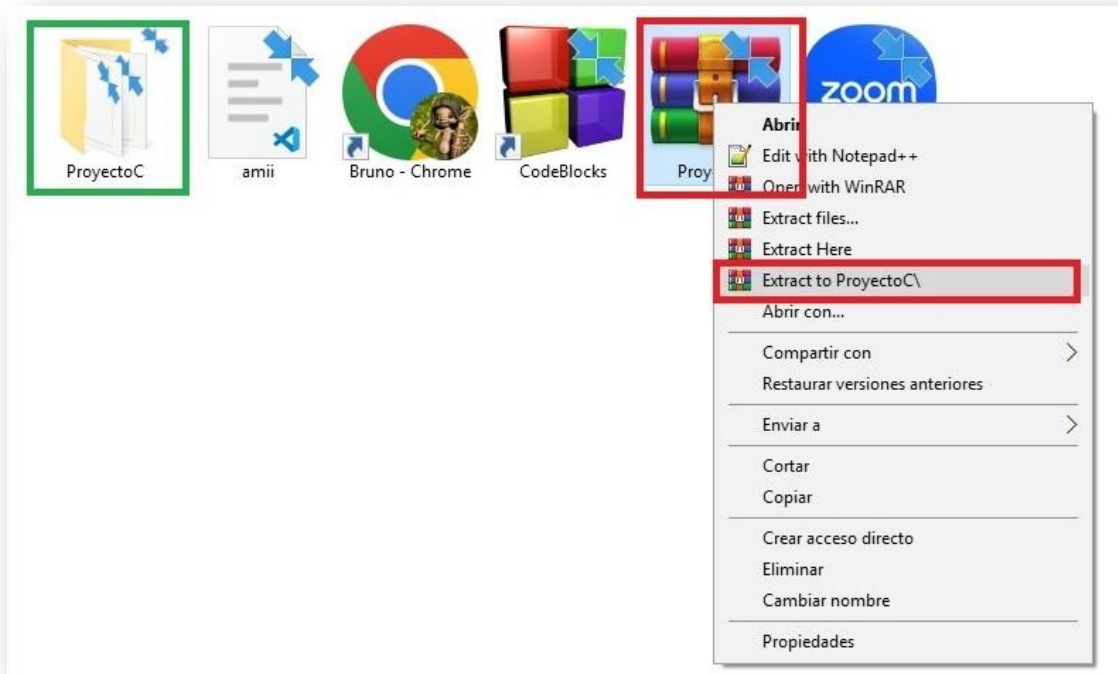 zoom
ProyectoC
amii
Bruno - Chrome
CodeBlocks
Proy
Abrir
Edit with Notepad++
Open with WinRAR
Extract files...
Extract Here
Extract to ProyectoC\
Abrir con...
Compartir con
Restaurar versiones anteriores
Enviar a
Cortar
Copiar
Crear acceso directo
Eliminar
Cambiar nombre
Propiedades